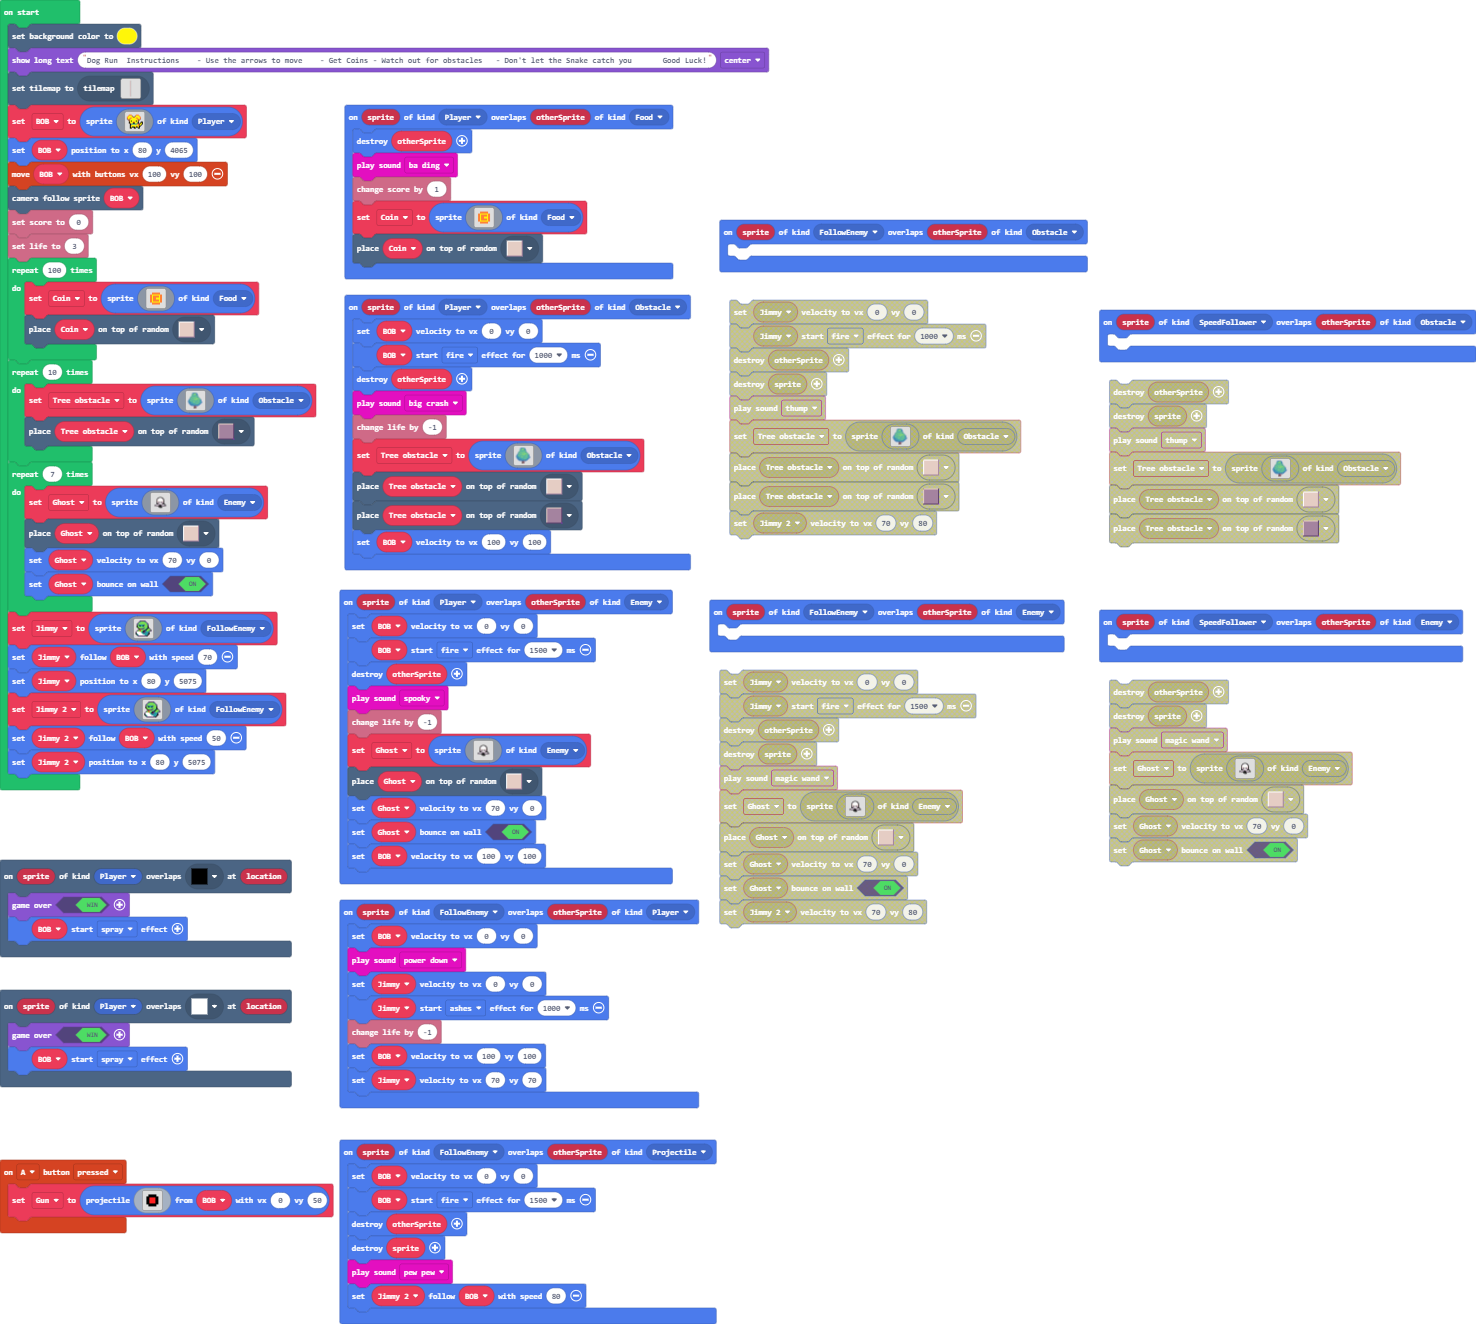 on start
set background color to
show long text "Dog Run Instructions - Use the arrows to move - Get Coins - Watch out for obstacles - Don't let the Snake catch you Good Luck!" center
set tilemap to tilemap
set BOB to sprite of kind Player
set BOB position to x 80 y 4065
move BOB with buttons vx 100 vy 100
camera follow sprite BOB
set score to 0
set life to 3
repeat 100 times
do
set Coin to sprite of kind Food
place Coin on top of random
repeat 10 times
do
set Tree obstacle to sprite of kind Obstacle
place Tree obstacle on top of random
repeat 7 times
do
set Ghost to sprite of kind Enemy
place Ghost on top of random
set Ghost velocity to vx 70 vy 0
set Ghost bounce on wall ON
set Jimmy to sprite of kind FollowEnemy
set Jimmy follow BOB with speed 70
set Jimmy position to x 80 y 5075
set Jimmy 2 to sprite of kind FollowEnemy
set Jimmy 2 follow BOB with speed 50
set Jimmy 2 position to x 80 y 5075
on sprite of kind Player overlaps at location
game over WIN
BOB start spray effect
on sprite of kind Player overlaps at location
game over WIN
BOB start spray effect
on A button pressed
set Gun to projectile from BOB with vx 0 vy 50
on sprite of kind Player overlaps otherSprite of kind Food
destroy otherSprite
play sound ba ding
change score by 1
set Coin to sprite of kind Food
place Coin on top of random
on sprite of kind Player overlaps otherSprite of kind Obstacle
set BOB velocity to vx 0 vy 0
BOB start fire effect for 1000 ms
destroy otherSprite
play sound big crash
change life by -1
set Tree obstacle to sprite of kind Obstacle
place Tree obstacle on top of random
place Tree obstacle on top of random
set BOB velocity to vx 100 vy 100
on sprite of kind Player overlaps otherSprite of kind Enemy
set BOB velocity to vx 0 vy 0
BOB start fire effect for 1500 ms
destroy otherSprite
play sound spooky
change life by -1
set Ghost to sprite of kind Enemy
place Ghost on top of random
set Ghost velocity to vx 70 vy 0
set Ghost bounce on wall ON
set BOB velocity to vx 100 vy 100
on sprite of kind FollowEnemy overlaps otherSprite of kind Player
set BOB velocity to vx 0 vy 0
play sound power down
set Jimmy velocity to vx 0 vy 0
Jimmy start ashes effect for 1000 ms
change life by -1
set BOB velocity to vx 100 vy 100
set Jimmy velocity to vx 70 vy 70
on sprite of kind FollowEnemy overlaps otherSprite of kind Projectile
set BOB velocity to vx 0 vy 0
BOB start fire effect for 1500 ms
destroy otherSprite
destroy sprite
play sound pew pew
set Jimmy 2 follow BOB with speed 80
on sprite of kind FollowEnemy overlaps otherSprite of kind Obstacle
set Jimmy velocity to vx 0 vy 0
Jimmy start fire effect for 1000 ms
destroy otherSprite
destroy sprite
play sound thump
set Tree obstacle to sprite of kind Obstacle
place Tree obstacle on top of random
place Tree obstacle on top of random
set Jimmy 2 velocity to vx 70 vy 80
on sprite of kind FollowEnemy overlaps otherSprite of kind Enemy
set Jimmy velocity to vx 0 vy 0
Jimmy start fire effect for 1500 ms
destroy otherSprite
destroy sprite
play sound magic wand
set Ghost to sprite of kind Enemy
place Ghost on top of random
set Ghost velocity to vx 70 vy 0
set Ghost bounce on wall ON
set Jimmy 2 velocity to vx 70 vy 80
on sprite of kind SpeedFollower overlaps otherSprite of kind Obstacle
destroy otherSprite
destroy sprite
play sound thump
set Tree obstacle to sprite of kind Obstacle
place Tree obstacle on top of random
place Tree obstacle on top of random
on sprite of kind SpeedFollower overlaps otherSprite of kind Enemy
destroy otherSprite
destroy sprite
play sound magic wand
set Ghost to sprite of kind Enemy
place Ghost on top of random
set Ghost velocity to vx 70 vy 0
set Ghost bounce on wall ON